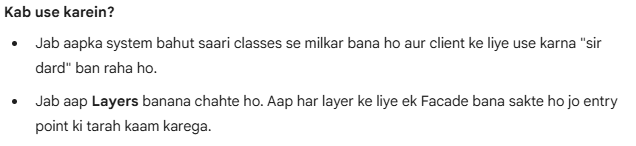 Kab use karein?
• Jab aapka system bahut saari classes se milkar bana ho aur client ke liye use karna "sir
dard" ban raha ho.
• Jab aap Layers banana chahte ho. Aap har layer ke liye ek Facade bana sakte ho jo entry
point ki tarah kaam karega.